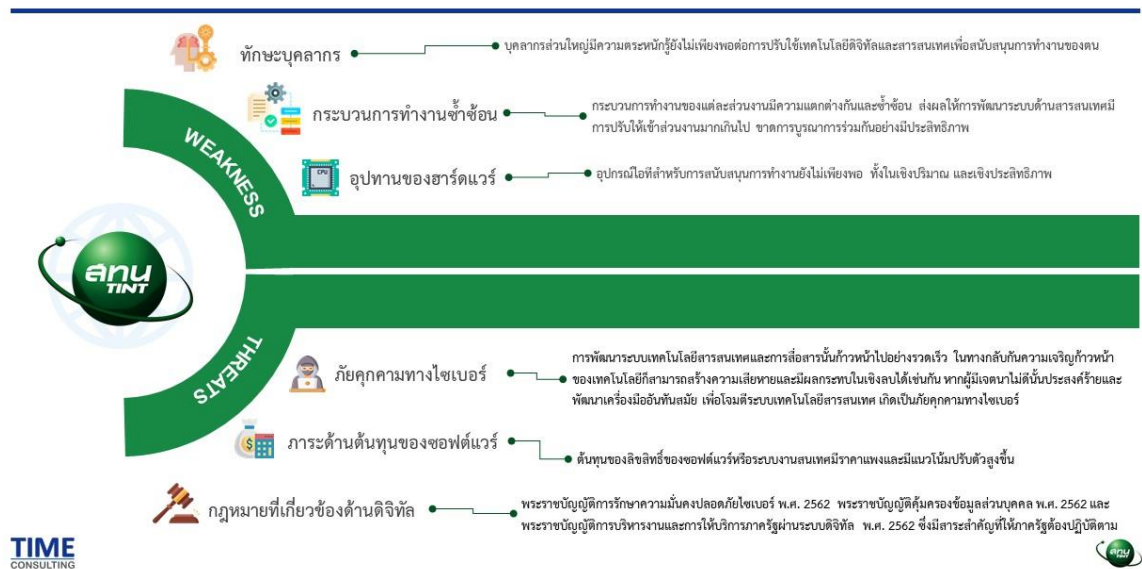 ทักษะบุคลากร
บุคลากรส่วนใหญ่มีความตระหนักรู้ยังไม่เพียงพอต่อการปรับใช้เทคโนโลยีดิจิทัลและสารสนเทศเพื่อสนับสนุนการทำงานของตน
กระบวนการทำงานซ้ำซ้อน
กระบวนการทำงานของแต่ละส่วนงานมีความแตกต่างกันและซ้ำซ้อน ส่งผลให้การพัฒนาระบบด้านสารสนเทศมี
การปรับให้เข้าส่วนงานมากเกินไป ขาดการบูรณาการร่วมกันอย่างมีประสิทธิภาพ
WEAKNESS
CPU
อุปทานของฮาร์ดแวร์
อุปกรณ์ไอทีสำหรับการสนับสนุนการทำงานยังไม่เพียงพอ ทั้งในเชิงปริมาณ และเชิงประสิทธิภาพ
สทน
TINT
THREATS
ภัยคุกคามทางไซเบอร์
การพัฒนาระบบเทคโนโลยีสารสนเทศและการสื่อสารนั้นก้าวหน้าไปอย่างรวดเร็ว ในทางกลับกันความเจริญก้าวหน้า
ของเทคโนโลยีก็สามารถสร้างความเสียหายและมีผลกระทบในเชิงลบได้เช่นกัน หากผู้มีเจตนาไม่ดีนั้นประสงค์ร้ายและ
พัฒนาเครื่องมืออันทันสมัย เพื่อโจมตีระบบเทคโนโลยีสารสนเทศ เกิดเป็นภัยคุกคามทางไซเบอร์
ภาระด้านต้นทุนของซอฟต์แวร์
ต้นทุนของลิขสิทธิ์ของซอฟต์แวร์หรือระบบงานสนเทศมีราคาแพงและมีแนวโน้มปรับตัวสูงขึ้น
กฎหมายที่เกี่ยวข้องด้านดิจิทัล
พระราชบัญญัติการรักษาความมั่นคงปลอดภัยไซเบอร์ พ.ศ. 2562 พระราชบัญญัติคุ้มครองข้อมูลส่วนบุคคล พ.ศ. 2562 และ
พระราชบัญญัติการบริหารงานและการให้บริการภาครัฐผ่านระบบดิจิทัล พ.ศ. 2562 ซึ่งมีสาระสำคัญที่ให้ภาครัฐต้องปฏิบัติตาม
TIME
CONSULTING
สทน